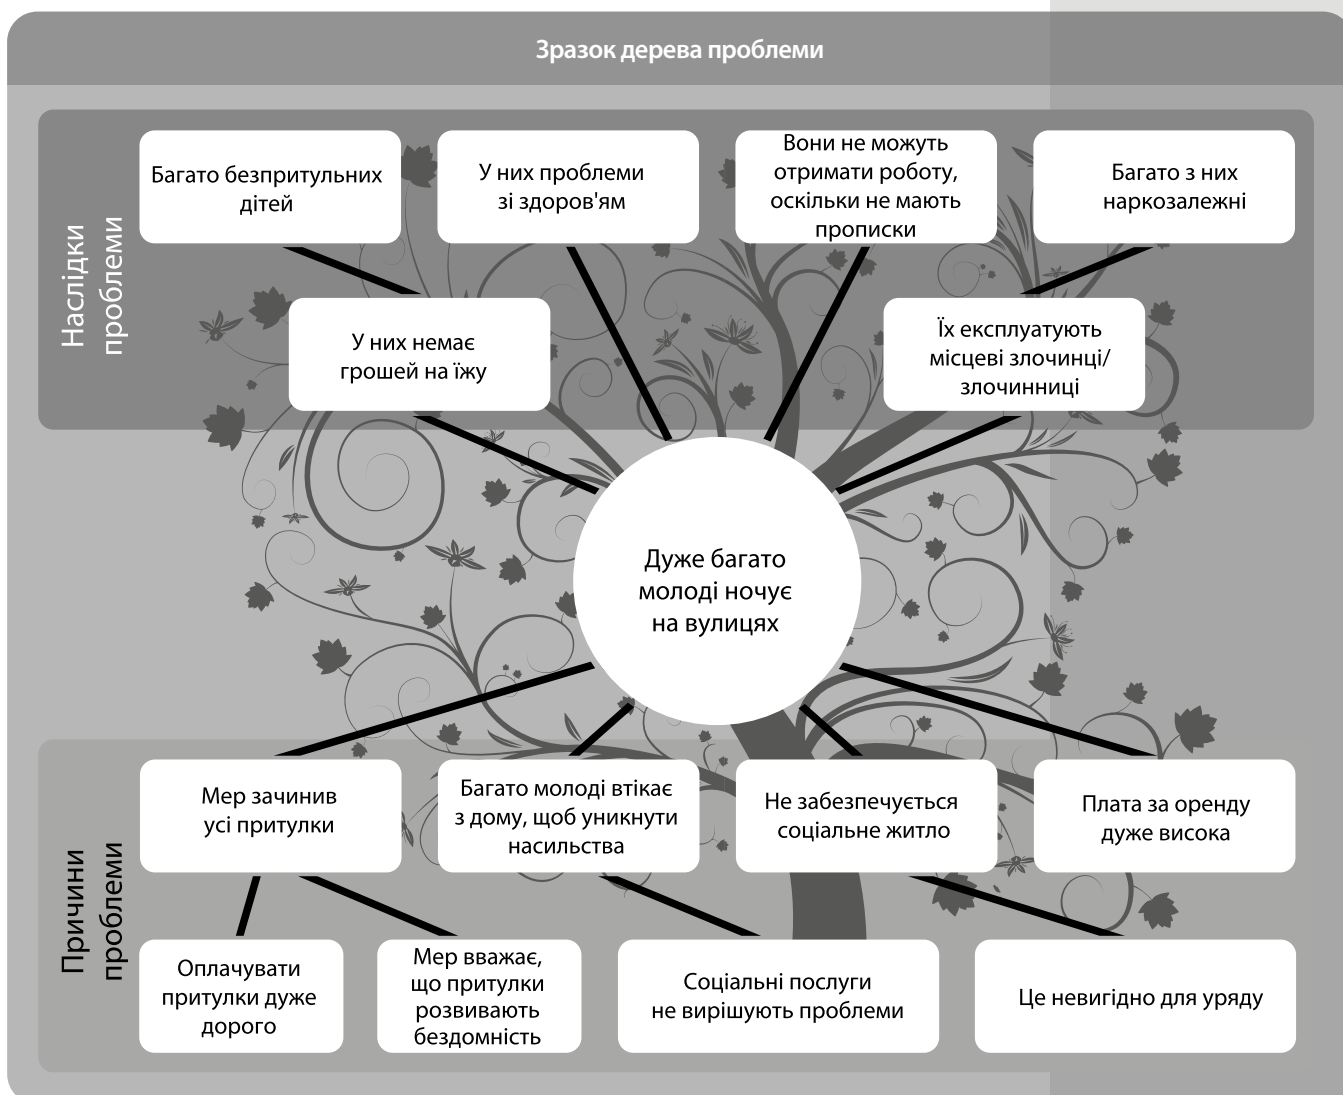 Зразок дерева проблеми
Наслідки
проблеми
Багато безпритульних
дітей
У них проблеми
зі здоров'ям
Вони не можуть
отримати роботу,
оскільки не мають
прописки
Багато з них
наркозалежні
У них немає
грошей на їжу
Їх експлуатують
місцеві злочинці/
злочинниці
Дуже багато
молоді ночує
на вулицях
Причини
проблеми
Мер зачинив
усі притулки
Багато молоді втікає
з дому, щоб уникнути
насильства
Не забезпечується
соціальне житло
Плата за оренду
дуже висока
Оплачувати
притулки дуже
дорого
Мер вважає,
що притулки
розвивають
бездомність
Соціальні послуги
не вирішують проблеми
Це невигідно для уряду